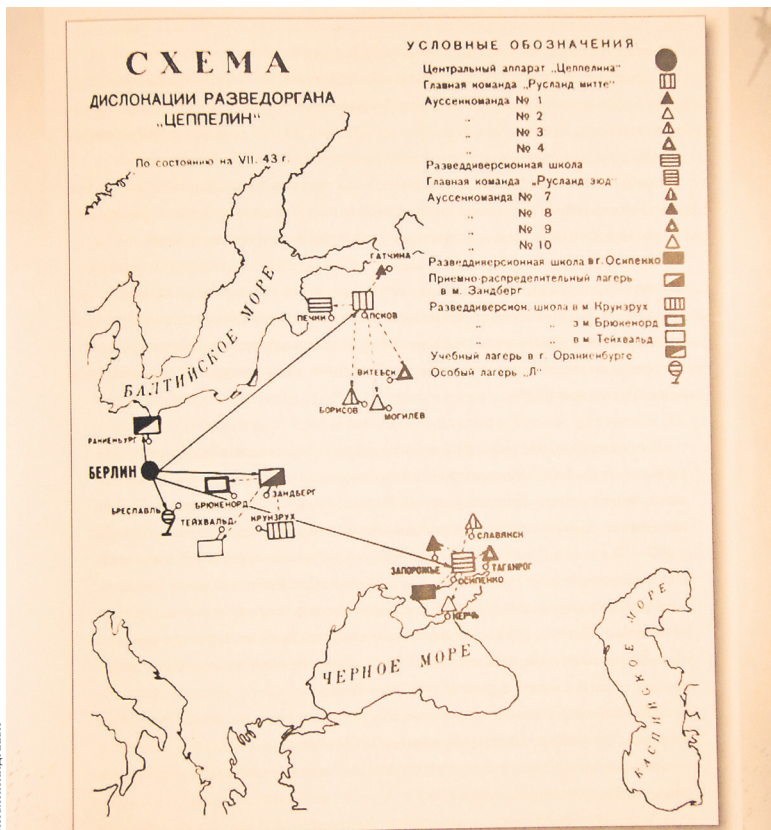 СХЕМА
ДИСЛОКАЦИИ РАЗВЕДОРГАНА
„ЦЕППЕЛИН“
По состоянию на VII. 43 г.
УСЛОВНЫЕ ОБОЗНАЧЕНИЯ
Центральный аппарат „Цеппелина“
Главная команда „Русланд митте“
Ауссенкоманда № 1
„ № 2
„ № 3
„ № 4
Разведдиверсионная школа
Главная команда „Русланд зюд“
Ауссенкоманда № 7
„ № 8
„ № 9
„ № 10
Разведдиверсионная школа в г. Осипенко
Приемно-распределительный лагерь
в м. Зандберг
Разведдиверсион. школа в м. Крунзрух
„ „ з м. Брюкенорд
„ „ в м. Тейхвальд
Учебный лагерь в г. Ораниенбурге
Особый лагерь „Л“
ГАТЧИНА
ПЕЧКИ
ПСКОВ
БАЛТИЙСКОЕ МОРЕ
ВИТЕБСК
БОРИСОВ
МОГИЛЕВ
РАНИЕНБУРГ
БЕРЛИН
БРЕСЛАВЛЬ
БРЮКЕНОРД
ЗАНДБЕРГ
ТЕЙХВАЛЬД
КРУНЗРУХ
СЛАВЯНСК
ЗАПОРОЖЬЕ
ТАГАНРОГ
ОСИПЕНКО
КЕРЧЬ
ЧЕРНОЕ МОРЕ
КАСПИЙСКОЕ МОРЕ